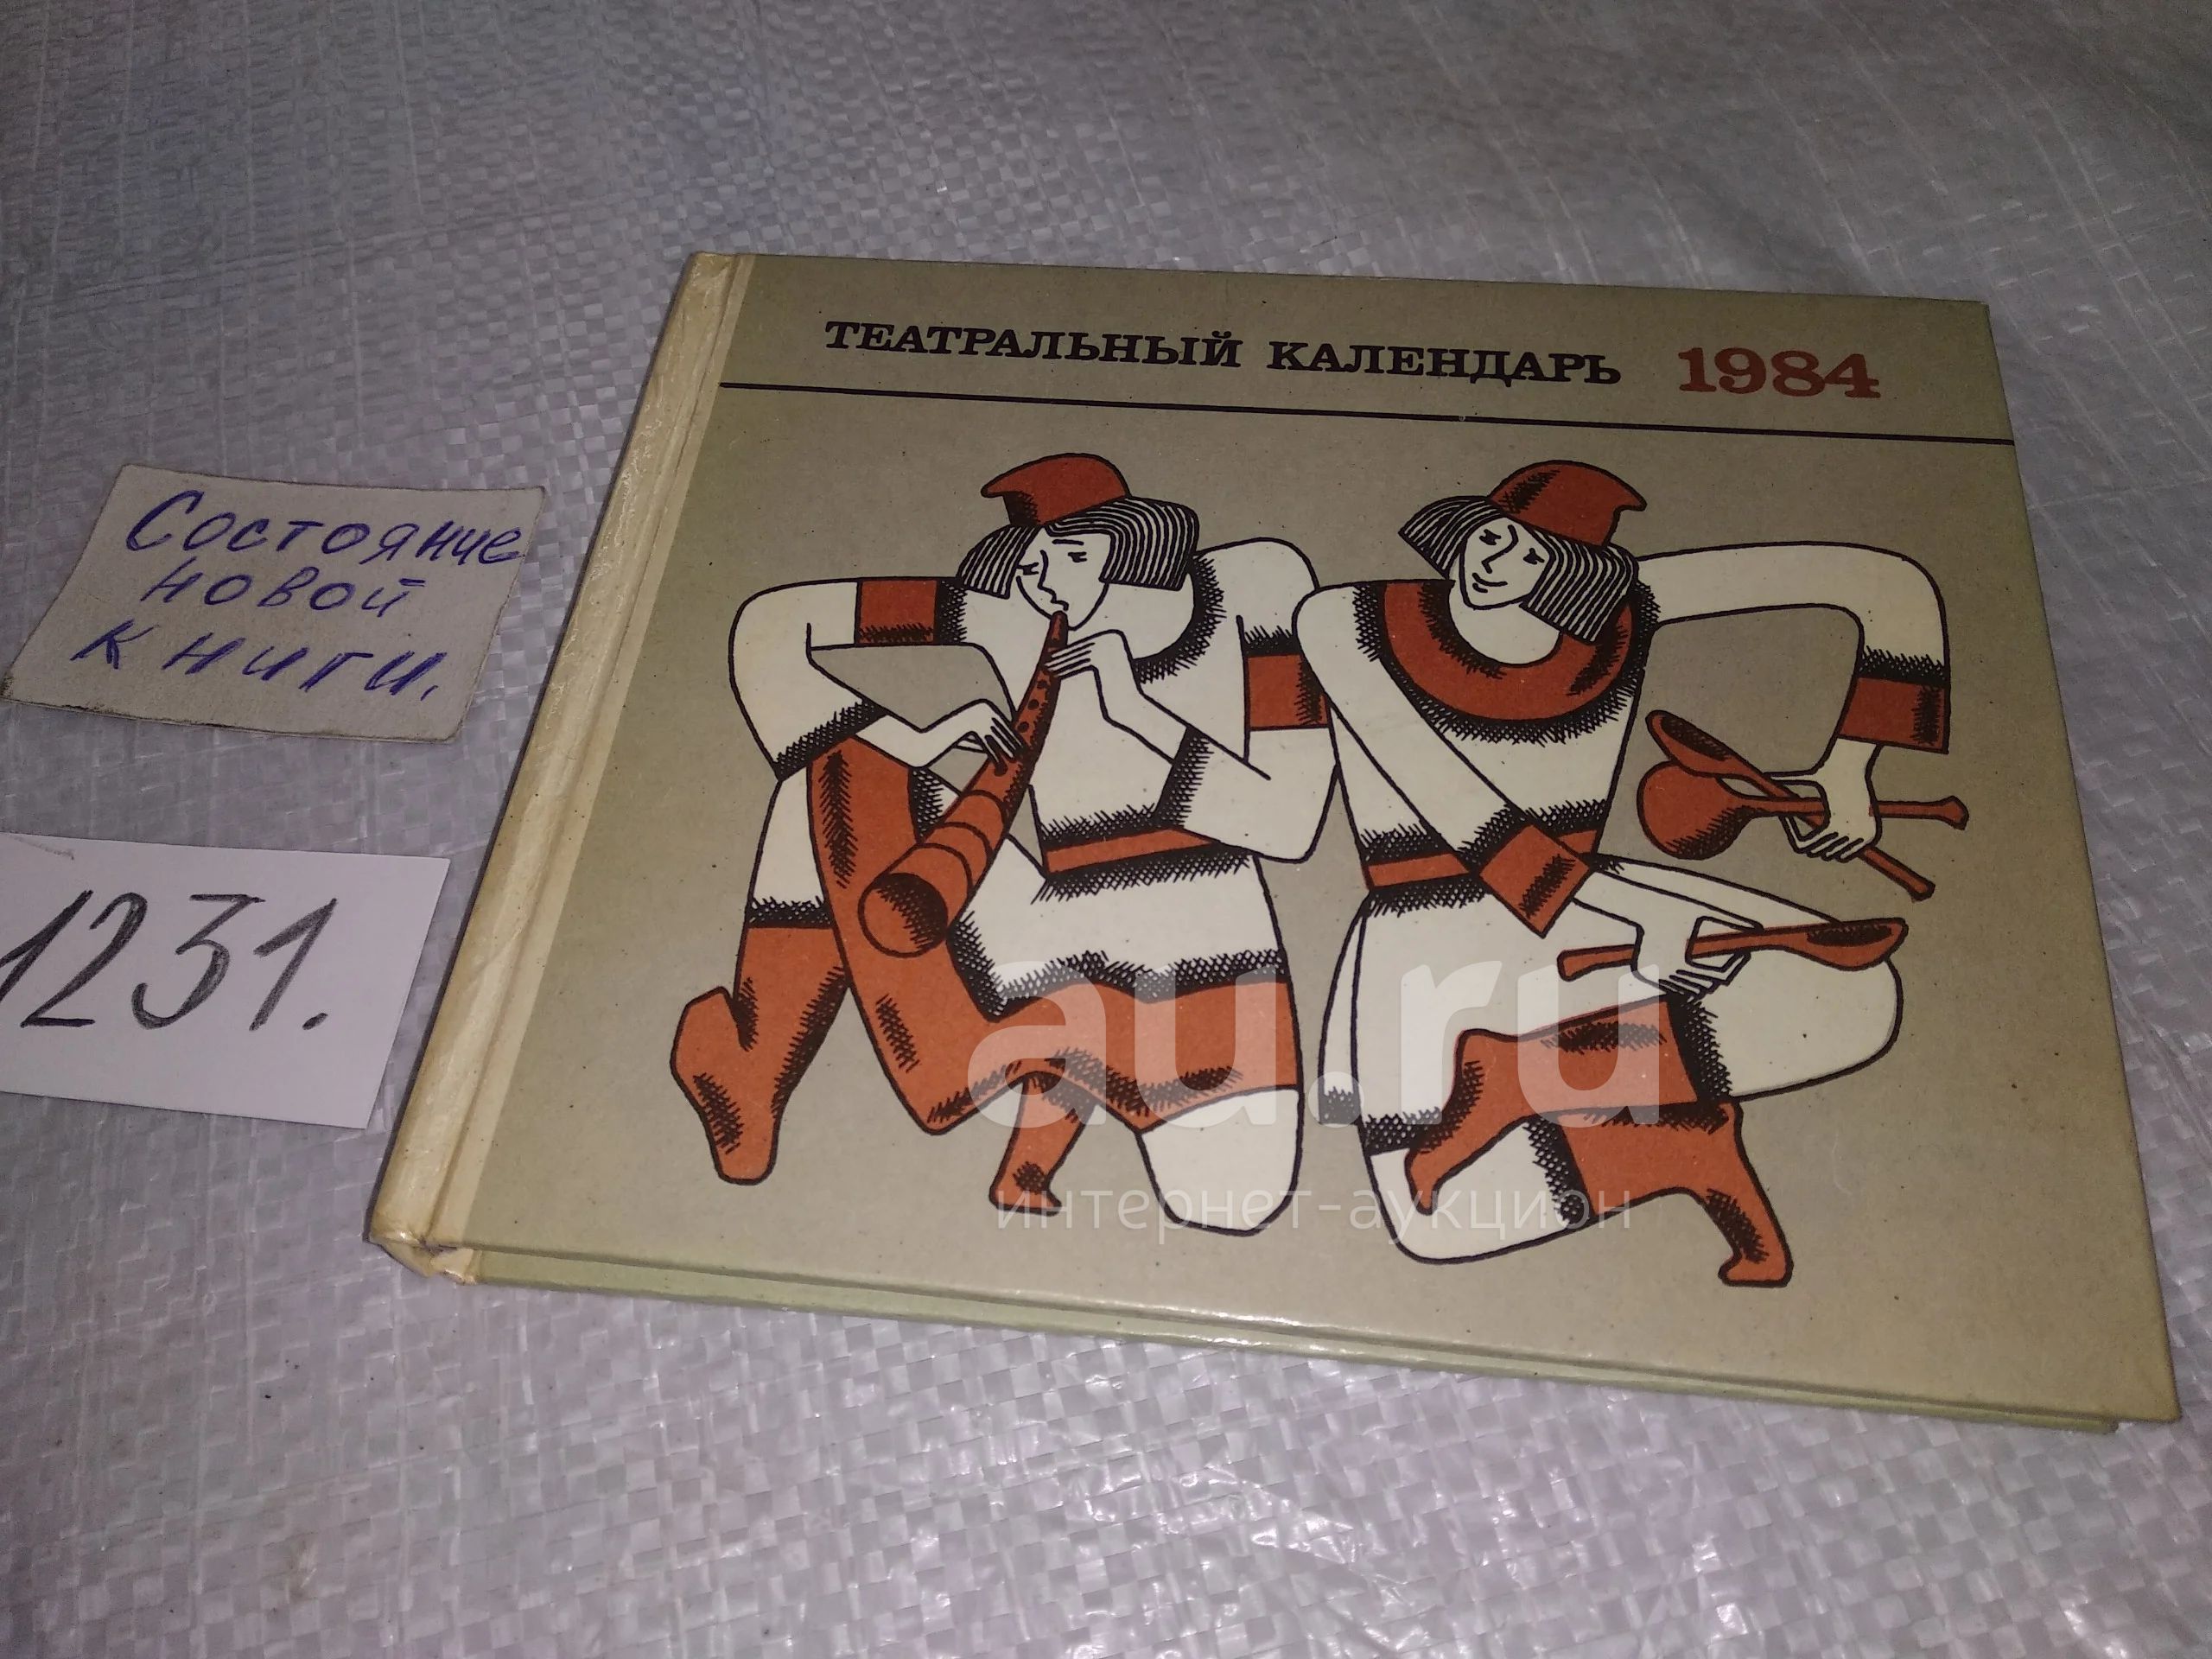 ТЕАТРАЛЬНЫЙ КАЛЕНДАРЬ 1984
Состояние
новой
книги.
1231.
au.ru
интернет-аукцион